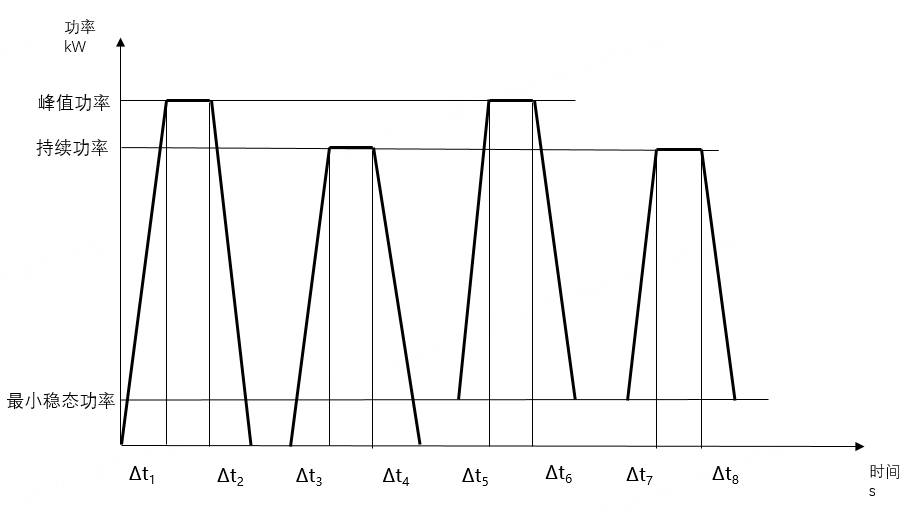 功率
kW
峰值功率
持续功率
最小稳态功率
Δt1
Δt2
Δt3
Δt4
Δt5
Δt6
Δt7
Δt8
时间
s